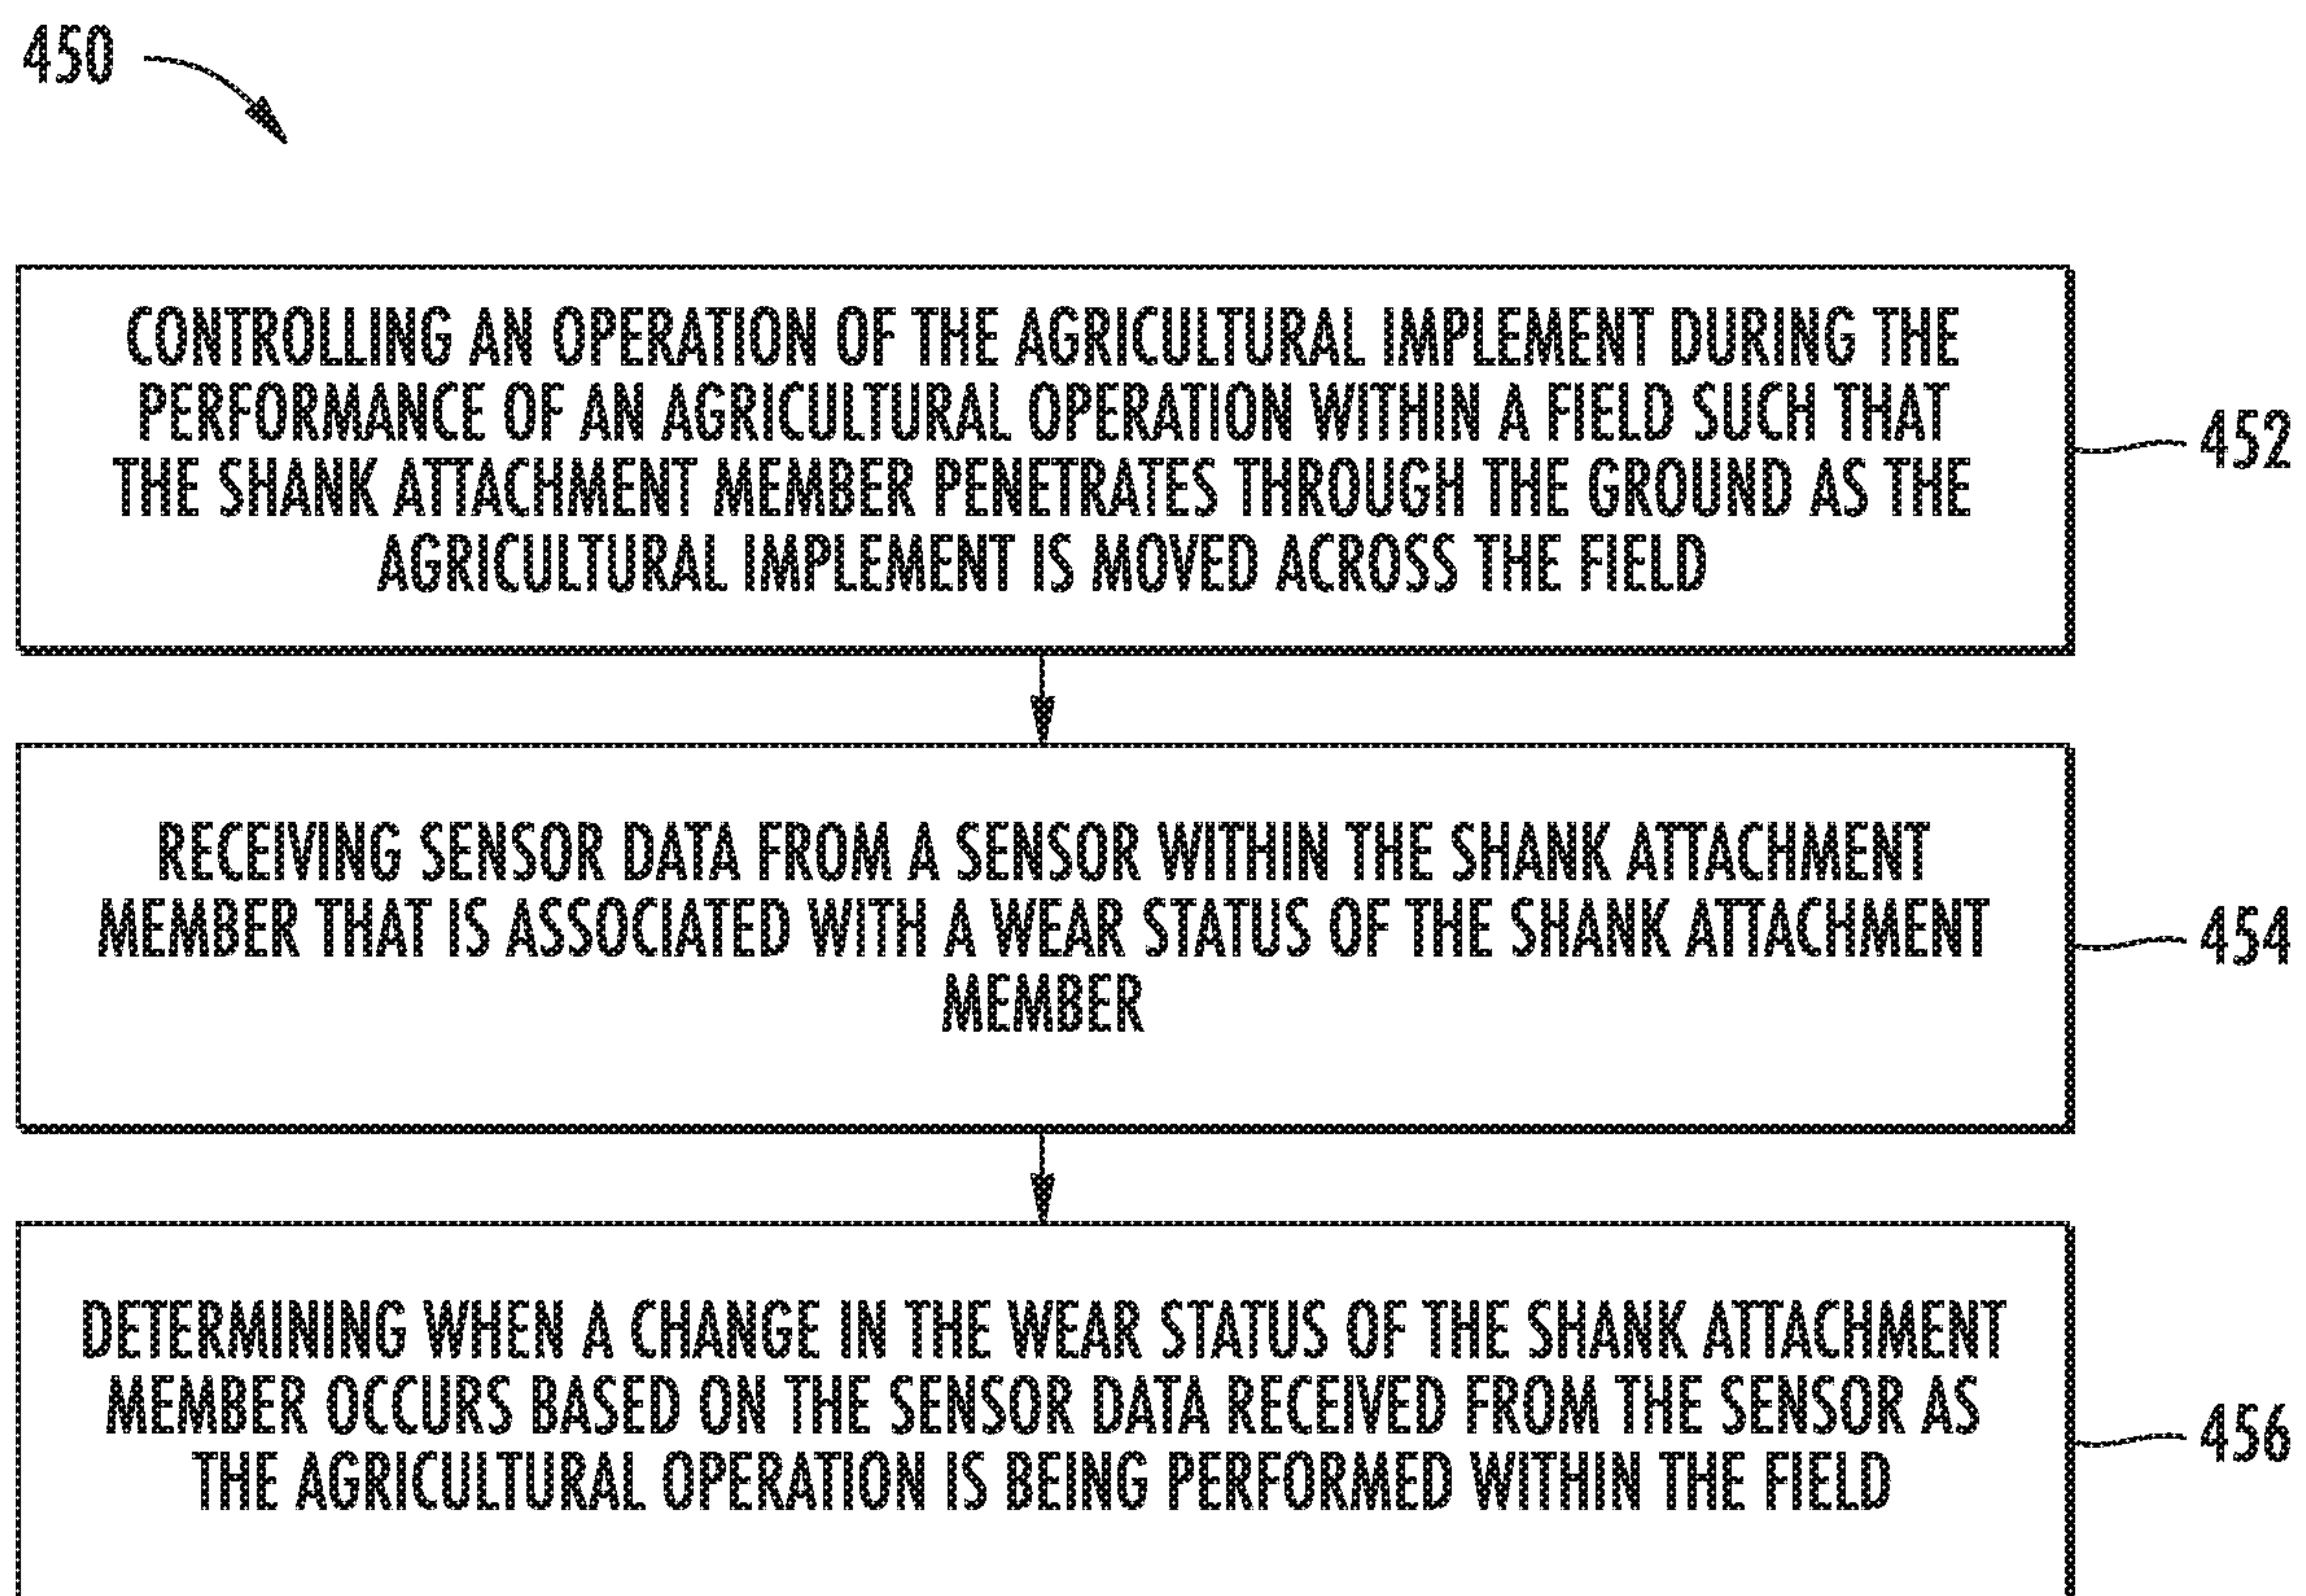 450
CONTROLLING AN OPERATION OF THE AGRICULTURAL IMPLEMENT DURING THE
PERFORMANCE OF AN AGRICULTURAL OPERATION WITHIN A FIELD SUCH THAT
THE SHANK ATTACHMENT MEMBER PENETRATES THROUGH THE GROUND AS THE
AGRICULTURAL IMPLEMENT IS MOVED ACROSS THE FIELD
452
RECEIVING SENSOR DATA FROM A SENSOR WITHIN THE SHANK ATTACHMENT
MEMBER THAT IS ASSOCIATED WITH A WEAR STATUS OF THE SHANK ATTACHMENT
MEMBER
454
DETERMINING WHEN A CHANGE IN THE WEAR STATUS OF THE SHANK ATTACHMENT
MEMBER OCCURS BASED ON THE SENSOR DATA RECEIVED FROM THE SENSOR AS
THE AGRICULTURAL OPERATION IS BEING PERFORMED WITHIN THE FIELD
456